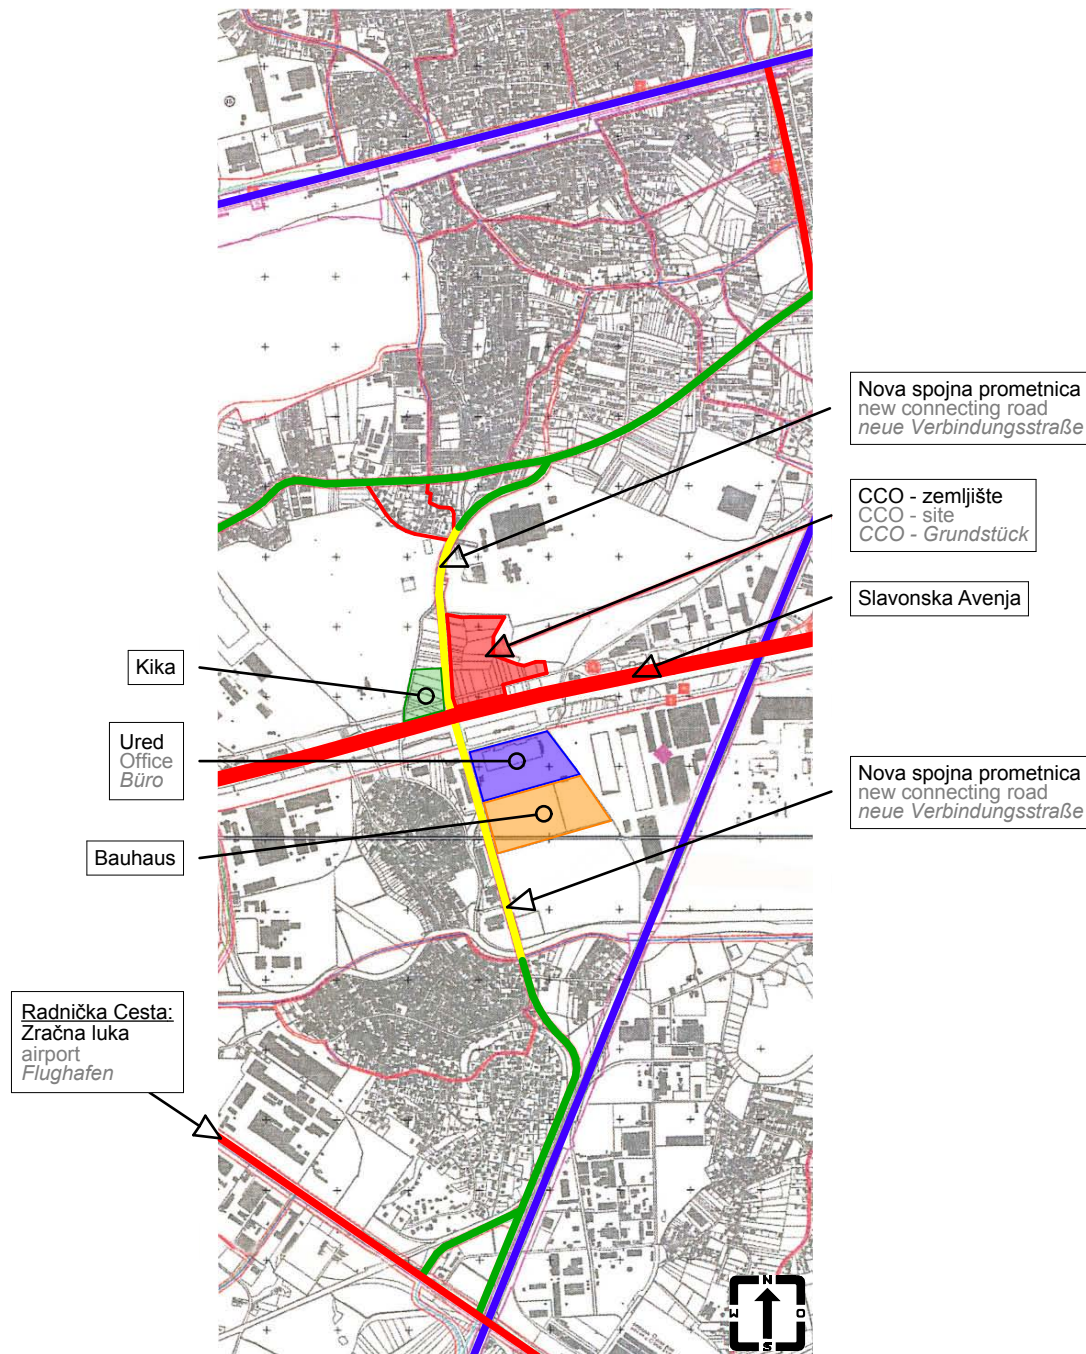 Nova spojna prometnica
new connecting road
neue Verbindungsstraße
CCO - zemljište
CCO - site
CCO - Grundstück
Slavonska Avenja
Kika
Ured
Office
Büro
Nova spojna prometnica
new connecting road
neue Verbindungsstraße
Bauhaus
Radnička Cesta:
Zračna luka
airport
Flughafen
N
W
O
S